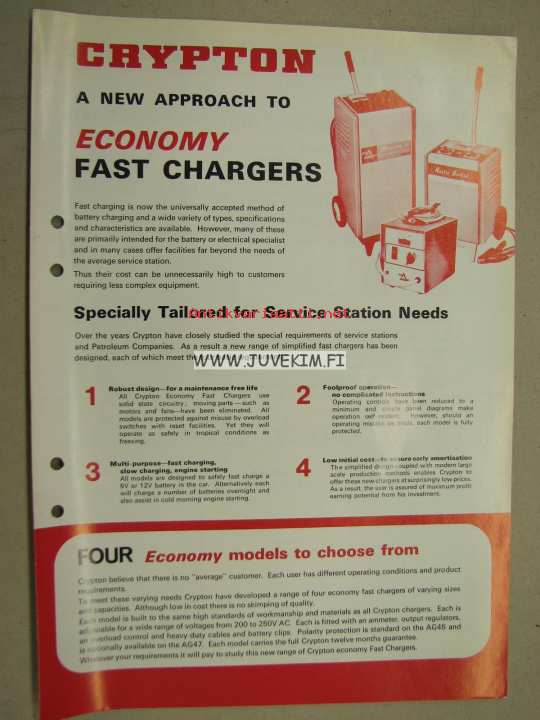 CRYPTON
A NEW APPROACH TO
ECONOMY
FAST CHARGERS
Fast charging is now the universally accepted method of
battery charging and a wide variety of types, specifications
and characteristics are available. However, many of these
are primarily intended for the battery or electrical specialist
and in many cases offer facilities far beyond the needs of
the average service station.
Thus their cost can be unnecessarily high to customers
requiring less complex equipment.
Specially Tailored for Service Station Needs
Over the years Crypton have closely studied the special requirements of service stations
and Petroleum Companies. As a result a new range of simplified fast chargers has been
designed, each of which meet
WWW.JUVEKIM.FI
1 Robust design—for a maintenance free life
All Crypton Economy Fast Chargers use
solid state circuitry; moving parts—such as
motors and fans—have been eliminated. All
models are protected against misuse by overload
switches with reset facilities. Yet they will
operate as safely in tropical conditions as
freezing.
2 Foolproof operation—
no complicated instructions
Operating controls have been reduced to a
minimum and simple panel diagrams make
operation self evident. However, should an
operating mistake be made, each model is fully
protected.
3 Multi-purpose—fast charging,
slow charging, engine starting
All models are designed to safely fast charge a
6V or 12V battery in the car. Alternatively each
will charge a number of batteries overnight and
also assist in cold morning engine starting.
4 Low initial cost—to ensure early amortisation
The simplified design coupled with modern large
scale production methods enables Crypton to
offer these new chargers at surprisingly low prices.
As a result the user is assured of maximum profit
earning potential from his investment.
FOUR Economy models to choose from
Crypton believe that there is no "average" customer. Each user has different operating conditions and product
requirements.
To meet these varying needs Crypton have developed a range of four economy fast chargers of varying sizes
and capacities. Although low in cost there is no skimping of quality.
Each model is built to the same high standards of workmanship and materials as all Crypton chargers. Each is
adjustable for a wide range of voltages from 200 to 250V AC. Each is fitted with an ammeter, output regulators,
an overload control and heavy duty cables and battery clips. Polarity protection is standard on the AG46 and
is optionally available on the AG47. Each model carries the full Crypton twelve months guarantee.
Whatever your requirements it will pay to study this new range of Crypton economy Fast Chargers.